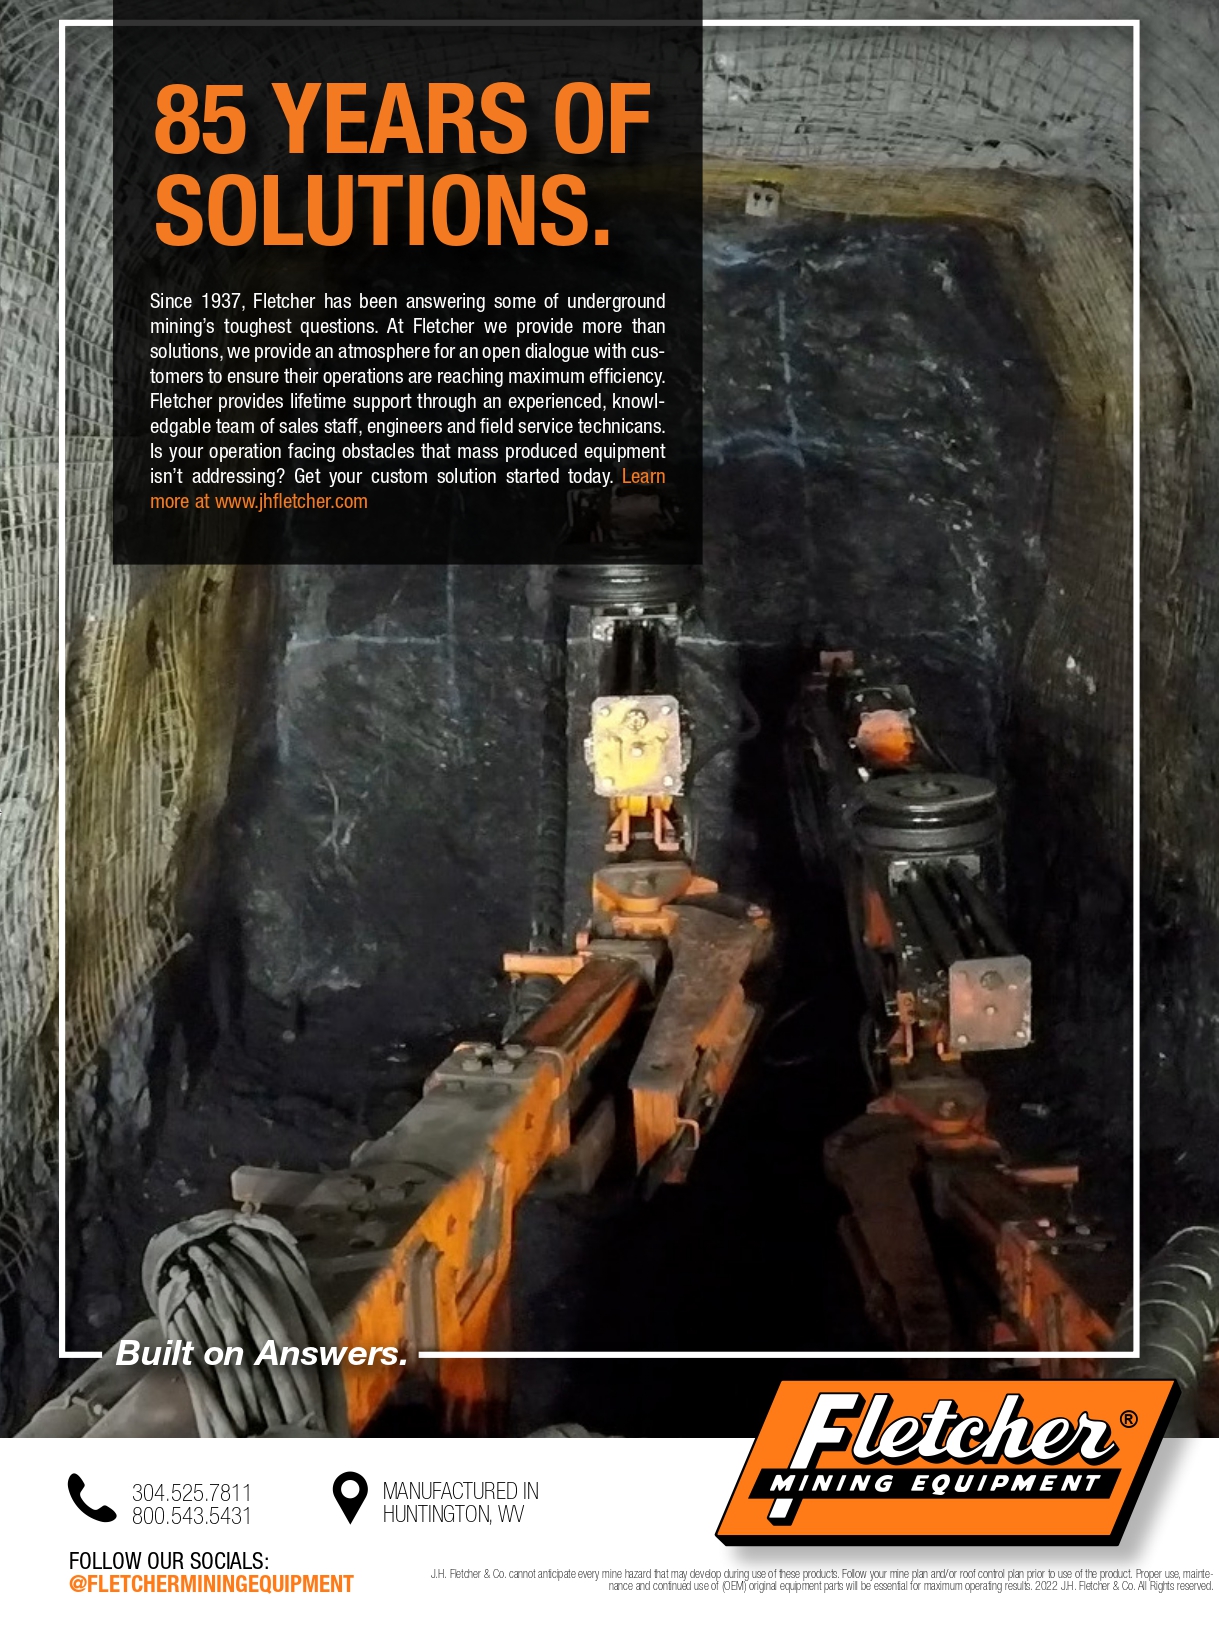 85 YEARS OF
SOLUTIONS.
Since 1937, Fletcher has been answering some of underground
mining's toughest questions. At Fletcher we provide more than
solutions, we provide an atmosphere for an open dialogue with cus-
tomers to ensure their operations are reaching maximum efficiency.
Fletcher provides lifetime support through an experienced, knowl-
edgable team of sales staff, engineers and field service technicans.
Is your operation facing obstacles that mass produced equipment
isn't addressing? Get your custom solution started today. Learn
more at www.jhfletcher.com
Built on Answers.
Fletcher ®
MINING EQUIPMENT
304.525.7811
800.543.5431
MANUFACTURED IN
HUNTINGTON, WV
FOLLOW OUR SOCIALS:
@FLETCHERMININGEQUIPMENT
J.H. Fletcher & Co. cannot anticipate every mine hazard that may develop during use of these products. Follow your mine plan and/or roof control plan prior to use of the product. Proper use, mainte-
nance and continued use of (OEM) original equipment parts will be essential for maximum operating results. 2022 J.H. Fletcher & Co. All Rights reserved.